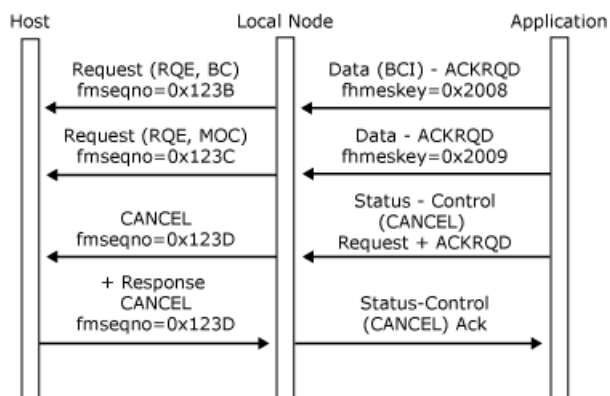 Host
Local Node
Application
Request (RQE, BC)
fmseqno=0x123B
Data (BCI) - ACKRQD
fhmeskey=0x2008
Request (RQE, MOC)
fmseqno=0x123C
Data - ACKRQD
fhmeskey=0x2009
CANCEL
fmseqno=0x123D
Status - Control
(CANCEL)
Request + ACKRQD
+ Response
CANCEL
fmseqno=0x123D
Status-Control
(CANCEL) Ack